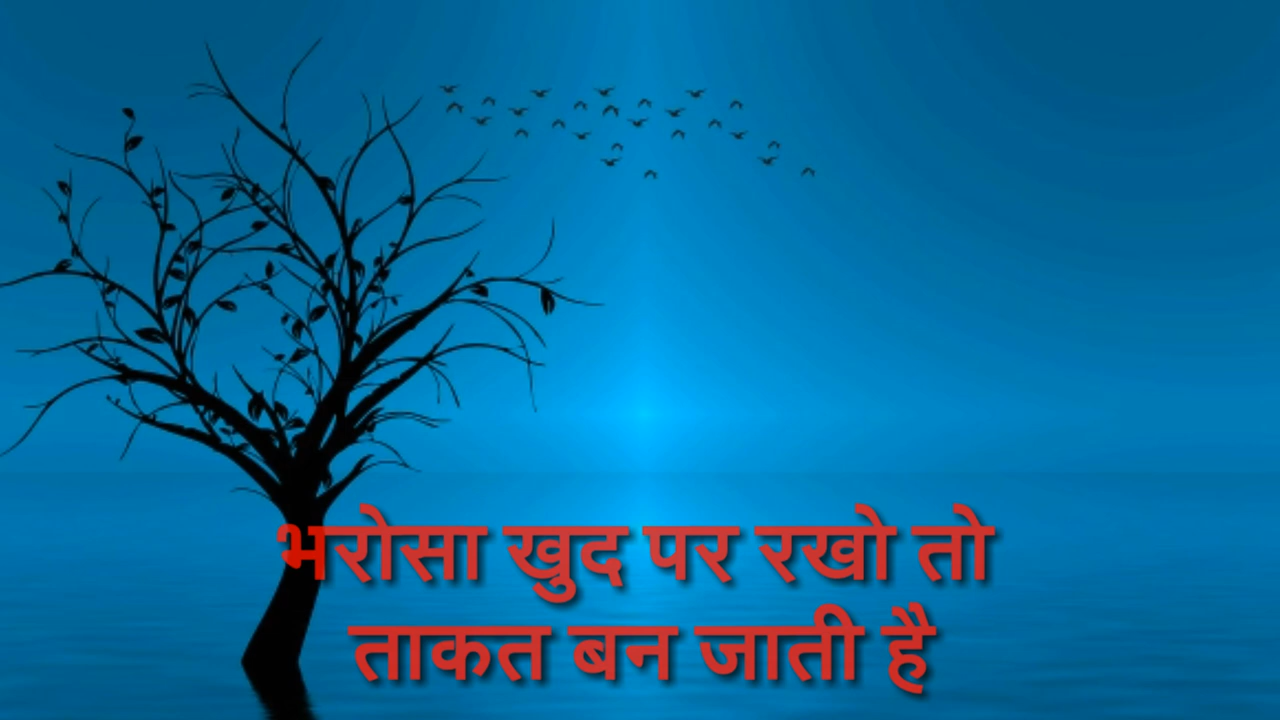 भरोसा खुद पर रखो तो
ताकत बन जाती है